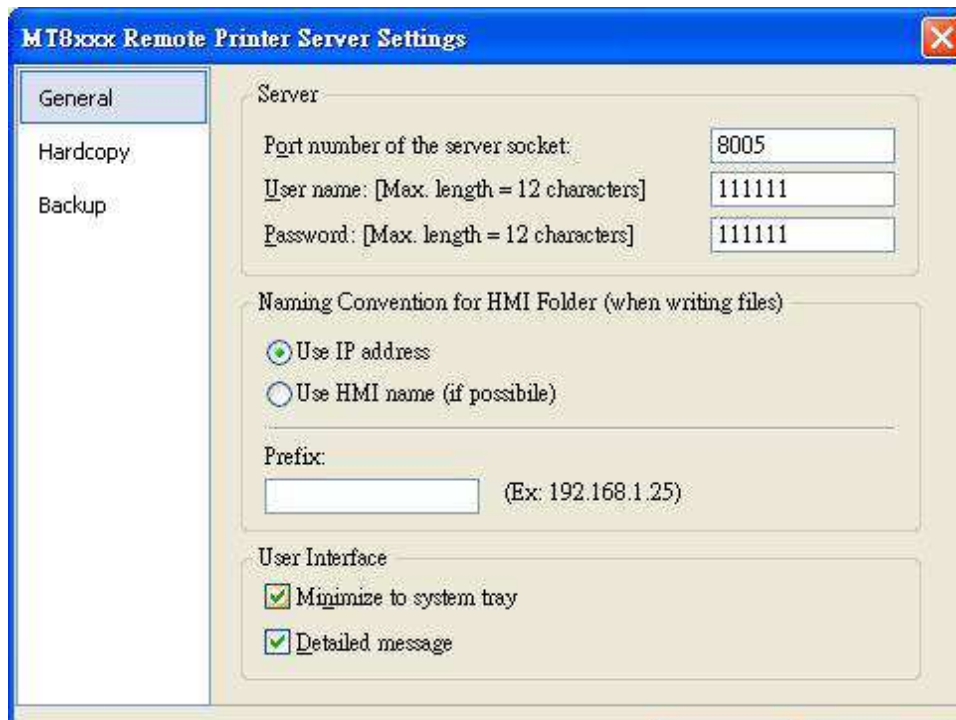 MT8xxx Remote Printer Server Settings
General
Hardcopy
Backup
Server
Port number of the server socket: 8005
User name: [Max. length = 12 characters] 111111
Password: [Max. length = 12 characters] 111111
Naming Convention for HMI Folder (when writing files)
Use IP address
Use HMI name (if possibile)
Prefix:
(Ex: 192.168.1.25)
User Interface
Minimize to system tray
Detailed message